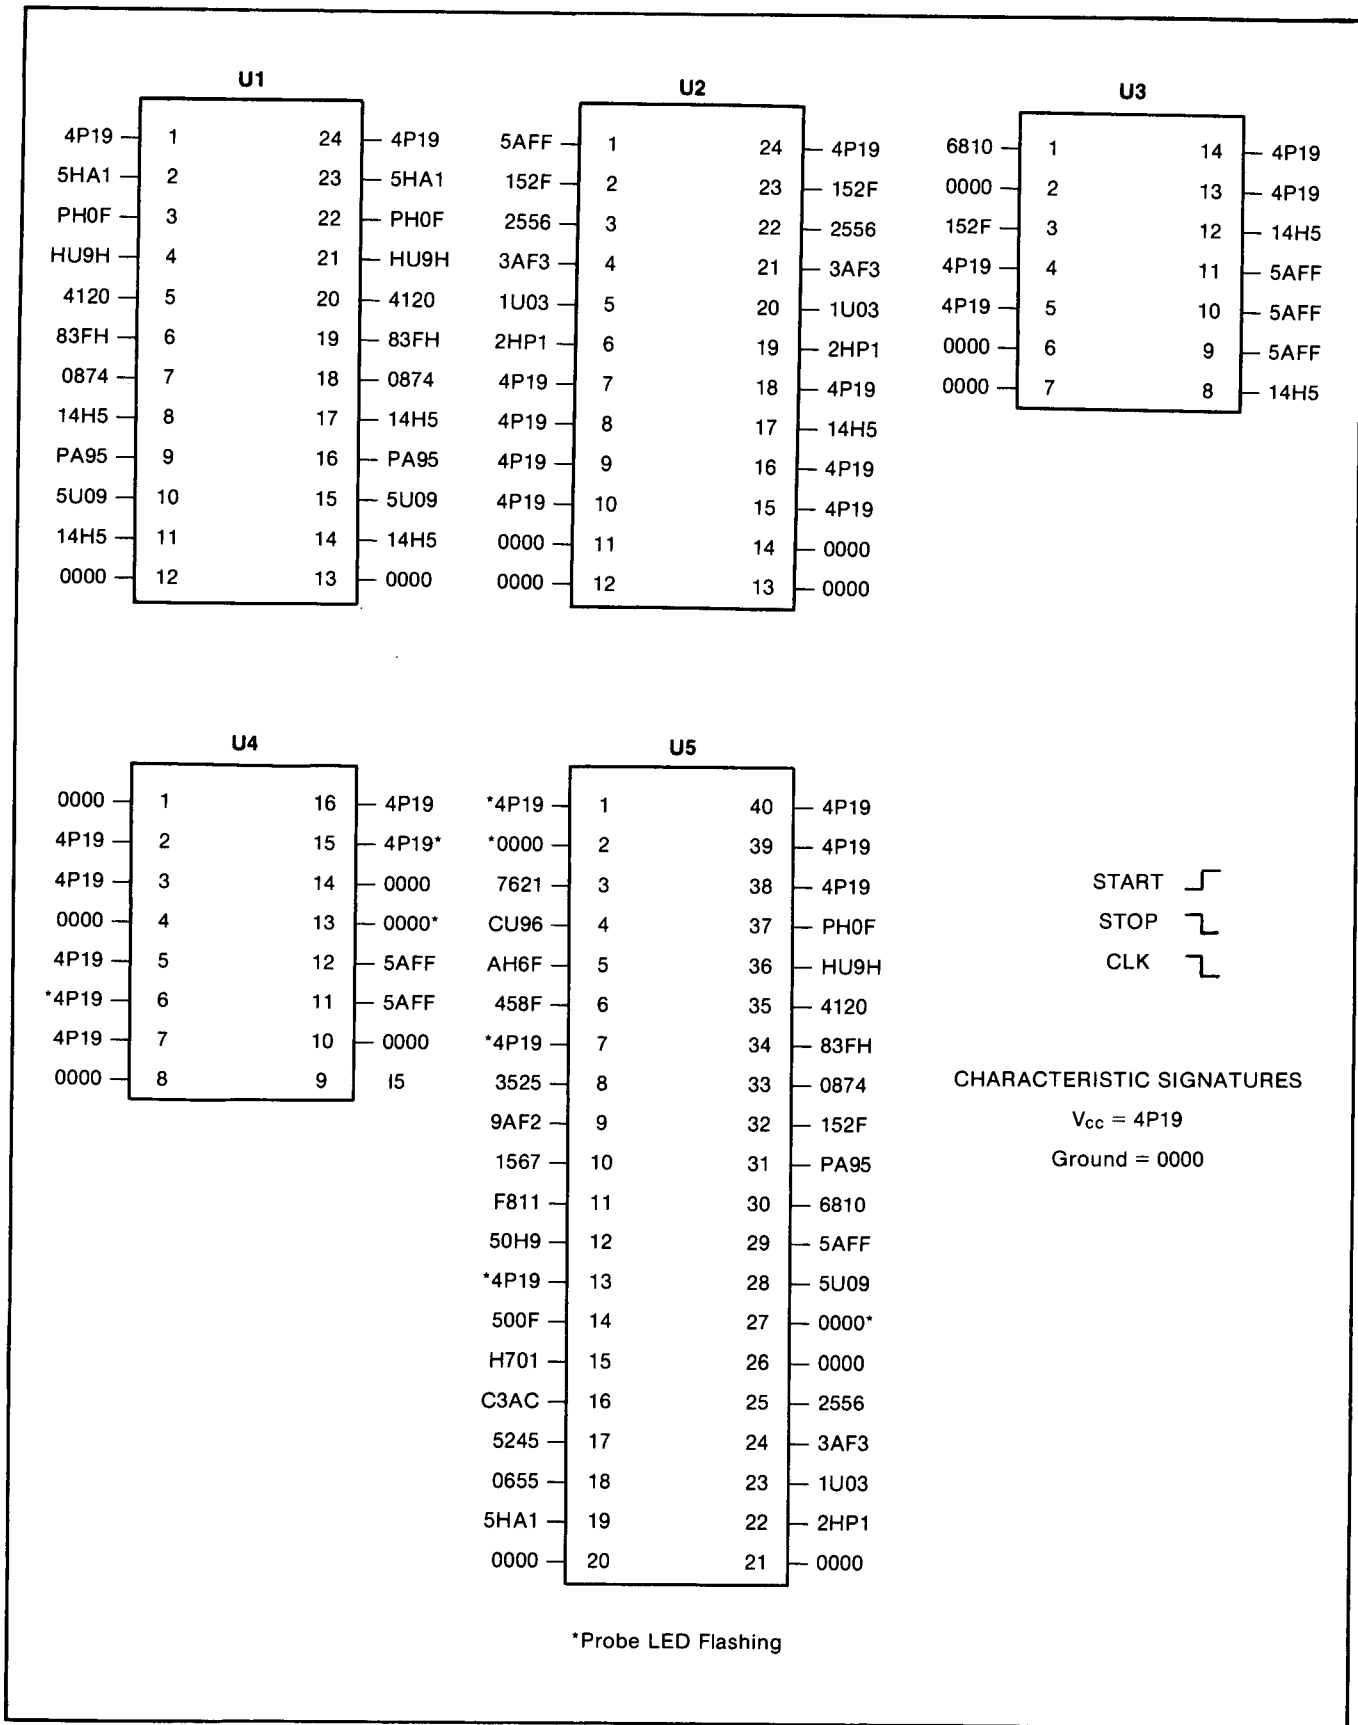 U1
4P19 1 24 4P19
5HA1 2 23 5HA1
PH0F 3 22 PH0F
HU9H 4 21 HU9H
4120 5 20 4120
83FH 6 19 83FH
0874 7 18 0874
14H5 8 17 14H5
PA95 9 16 PA95
5U09 10 15 5U09
14H5 11 14 14H5
0000 12 13 0000
U2
5AFF 1 24 4P19
152F 2 23 152F
2556 3 22 2556
3AF3 4 21 3AF3
1U03 5 20 1U03
2HP1 6 19 2HP1
4P19 7 18 4P19
4P19 8 17 14H5
4P19 9 16 4P19
4P19 10 15 4P19
0000 11 14 0000
0000 12 13 0000
U3
6810 1 14 4P19
0000 2 13 4P19
152F 3 12 14H5
4P19 4 11 5AFF
4P19 5 10 5AFF
0000 6 9 5AFF
0000 7 8 14H5
U4
0000 1 16 4P19
4P19 2 15 4P19*
4P19 3 14 0000
0000 4 13 0000*
4P19 5 12 5AFF
*4P19 6 11 5AFF
4P19 7 10 0000
0000 8 9 I5
U5
*4P19 1 40 4P19
*0000 2 39 4P19
7621 3 38 4P19
CU96 4 37 PH0F
AH6F 5 36 HU9H
458F 6 35 4120
*4P19 7 34 83FH
3525 8 33 0874
9AF2 9 32 152F
1567 10 31 PA95
F811 11 30 6810
50H9 12 29 5AFF
*4P19 13 28 5U09
500F 14 27 0000*
H701 15 26 0000
C3AC 16 25 2556
5245 17 24 3AF3
0655 18 23 1U03
5HA1 19 22 2HP1
0000 20 21 0000
START
STOP
CLK
CHARACTERISTIC SIGNATURES
Vcc = 4P19
Ground = 0000
*Probe LED Flashing